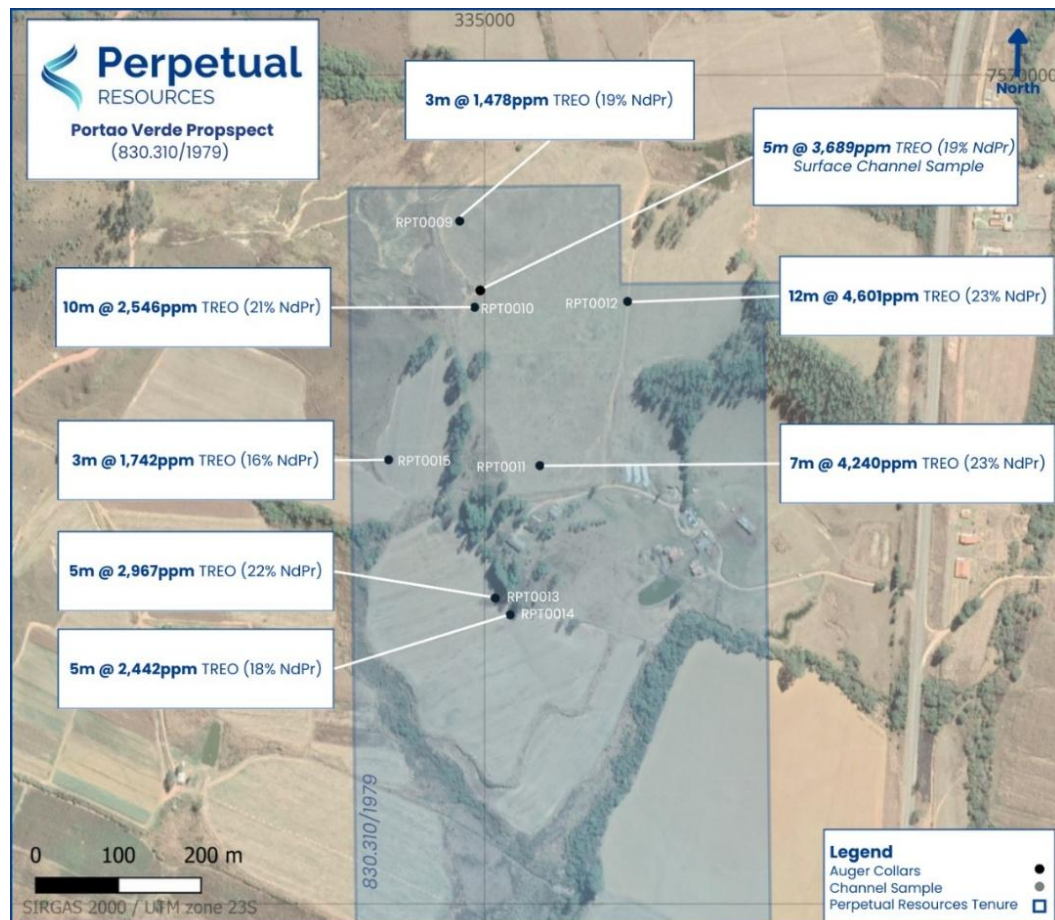 335000
7570000
Perpetual
RESOURCES
Portao Verde Propspect
(830.310/1979)
North
3m @ 1,478ppm TREO (19% NdPr)
5m @ 3,689ppm TREO (19% NdPr)
Surface Channel Sample
RPT0009
10m @ 2,546ppm TREO (21% NdPr)
RPT0010
RPT0012
12m @ 4,601ppm TREO (23% NdPr)
3m @ 1,742ppm TREO (16% NdPr)
RPT0015
RPT0011
7m @ 4,240ppm TREO (23% NdPr)
5m @ 2,967ppm TREO (22% NdPr)
RPT0013
RPT0014
5m @ 2,442ppm TREO (18% NdPr)
830.310/1979
0 100 200 m
SIRGAS 2000 / UTM zone 23S
Legend
Auger Collars
Channel Sample
Perpetual Resources Tenure